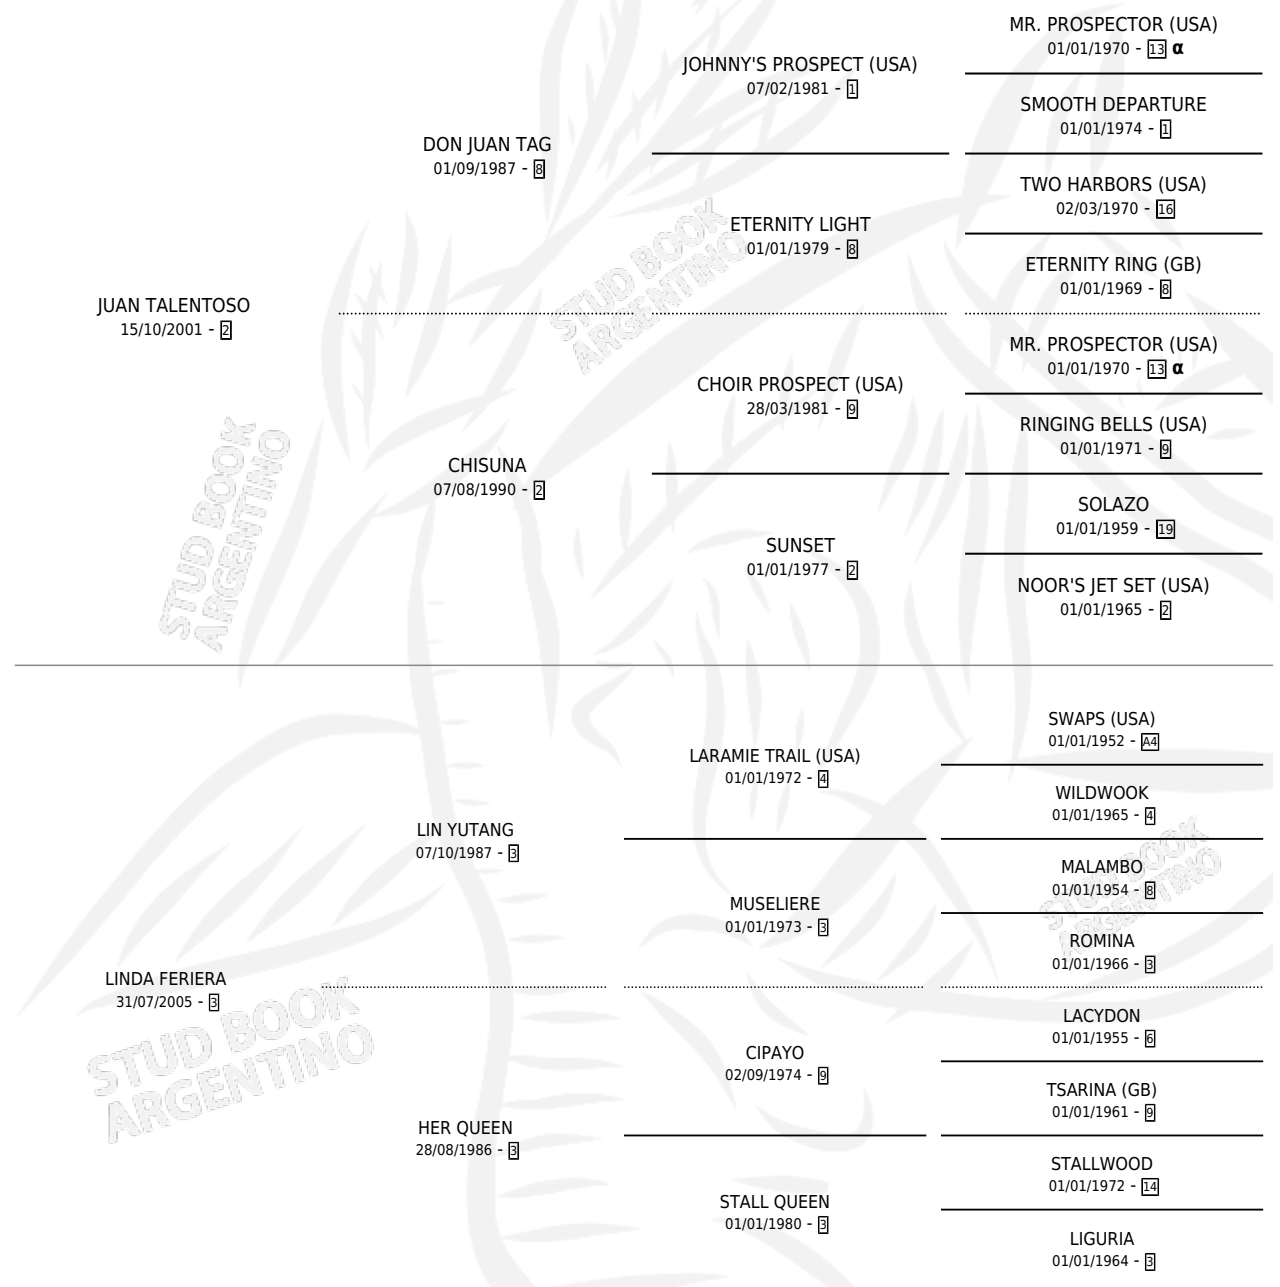 MR. PROSPECTOR (USA)
01/01/1970 - 13 α
JOHNNY'S PROSPECT (USA)
07/02/1981 - 1
SMOOTH DEPARTURE
01/01/1974 - 1
DON JUAN TAG
01/09/1987 - 8
TWO HARBORS (USA)
02/03/1970 - 16
ETERNITY LIGHT
01/01/1979 - 8
ETERNITY RING (GB)
01/01/1969 - 8
JUAN TALENTOSO
15/10/2001 - 2
MR. PROSPECTOR (USA)
01/01/1970 - 13 α
CHOIR PROSPECT (USA)
28/03/1981 - 9
RINGING BELLS (USA)
01/01/1971 - 9
CHISUNA
07/08/1990 - 2
SOLAZO
01/01/1959 - 19
SUNSET
01/01/1977 - 2
NOOR'S JET SET (USA)
01/01/1965 - 2
SWAPS (USA)
01/01/1952 - A4
LARAMIE TRAIL (USA)
01/01/1972 - 4
WILDWOOK
01/01/1965 - 4
LIN YUTANG
07/10/1987 - 3
MALAMBO
01/01/1954 - 8
MUSELIERE
01/01/1973 - 3
ROMINA
01/01/1966 - 3
LINDA FERIERA
31/07/2005 - 3
LACYDON
01/01/1955 - 6
CIPAYO
02/09/1974 - 9
TSARINA (GB)
01/01/1961 - 9
HER QUEEN
28/08/1986 - 3
STALLWOOD
01/01/1972 - 14
STALL QUEEN
01/01/1980 - 3
LIGURIA
01/01/1964 - 3
STUD BOOK
ARGENTINO
STUD BOOK
ARGENTINO
STUD BOOK
ARGENTINO
STUD BOOK
ARGENTINO